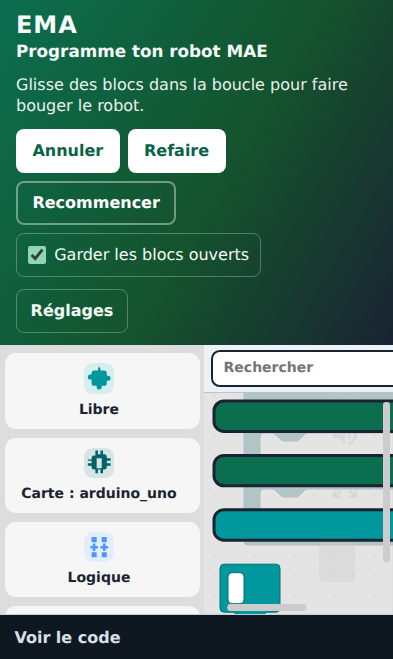 EMA
Programme ton robot MAE
Glisse des blocs dans la boucle pour faire
bouger le robot.
Annuler
Refaire
Recommencer
Garder les blocs ouverts
Réglages
Libre
Rechercher
Carte : arduino_uno
Logique
Voir le code